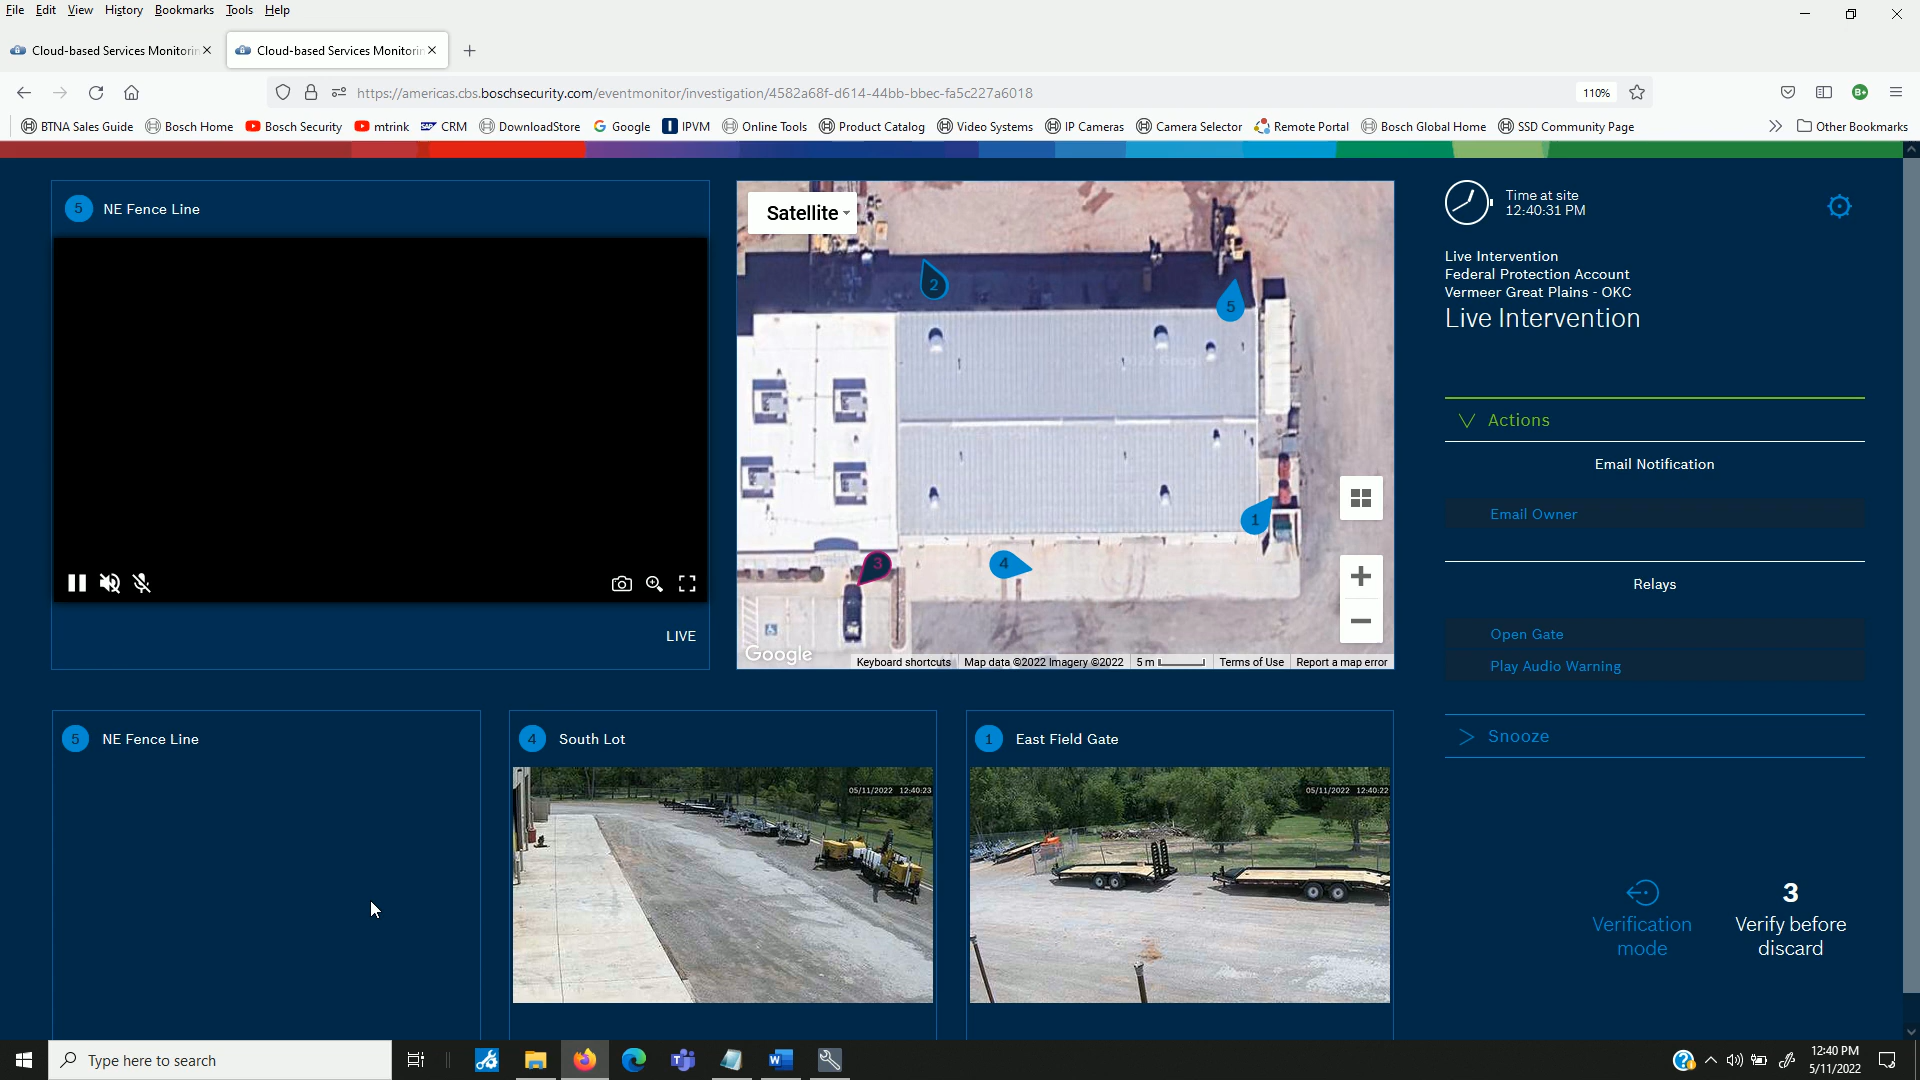 File Edit View History Bookmarks Tools Help
Cloud-based Services Monitorin
Cloud-based Services Monitorin
https://americas.cbs.boschsecurity.com/eventmonitor/investigation/4582a68f-d614-44bb-bbec-fa5c227a6018
110%
BTNA Sales Guide Bosch Home Bosch Security mtrink CRM DownloadStore Google IPVM Online Tools Product Catalog Video Systems IP Cameras Camera Selector Remote Portal Bosch Global Home SSD Community Page Other Bookmarks
5 NE Fence Line
LIVE
Satellite
2
5
1
3
4
Google
Keyboard shortcuts Map data ©2022 Imagery ©2022 5 m Terms of Use Report a map error
Time at site
12:40:31 PM
Live Intervention
Federal Protection Account
Vermeer Great Plains - OKC
Live Intervention
Actions
Email Notification
Email Owner
Relays
Open Gate
Play Audio Warning
Snooze
5 NE Fence Line
4 South Lot
05/11/2022 12:40:23
1 East Field Gate
05/11/2022 12:40:22
Verification
mode
3
Verify before
discard
Type here to search
12:40 PM
5/11/2022